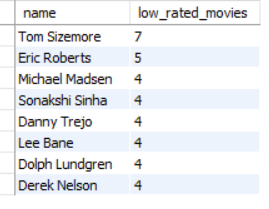 name low_rated_movies
Tom Sizemore 7
Eric Roberts 5
Michael Madsen 4
Sonakshi Sinha 4
Danny Trejo 4
Lee Bane 4
Dolph Lundgren 4
Derek Nelson 4